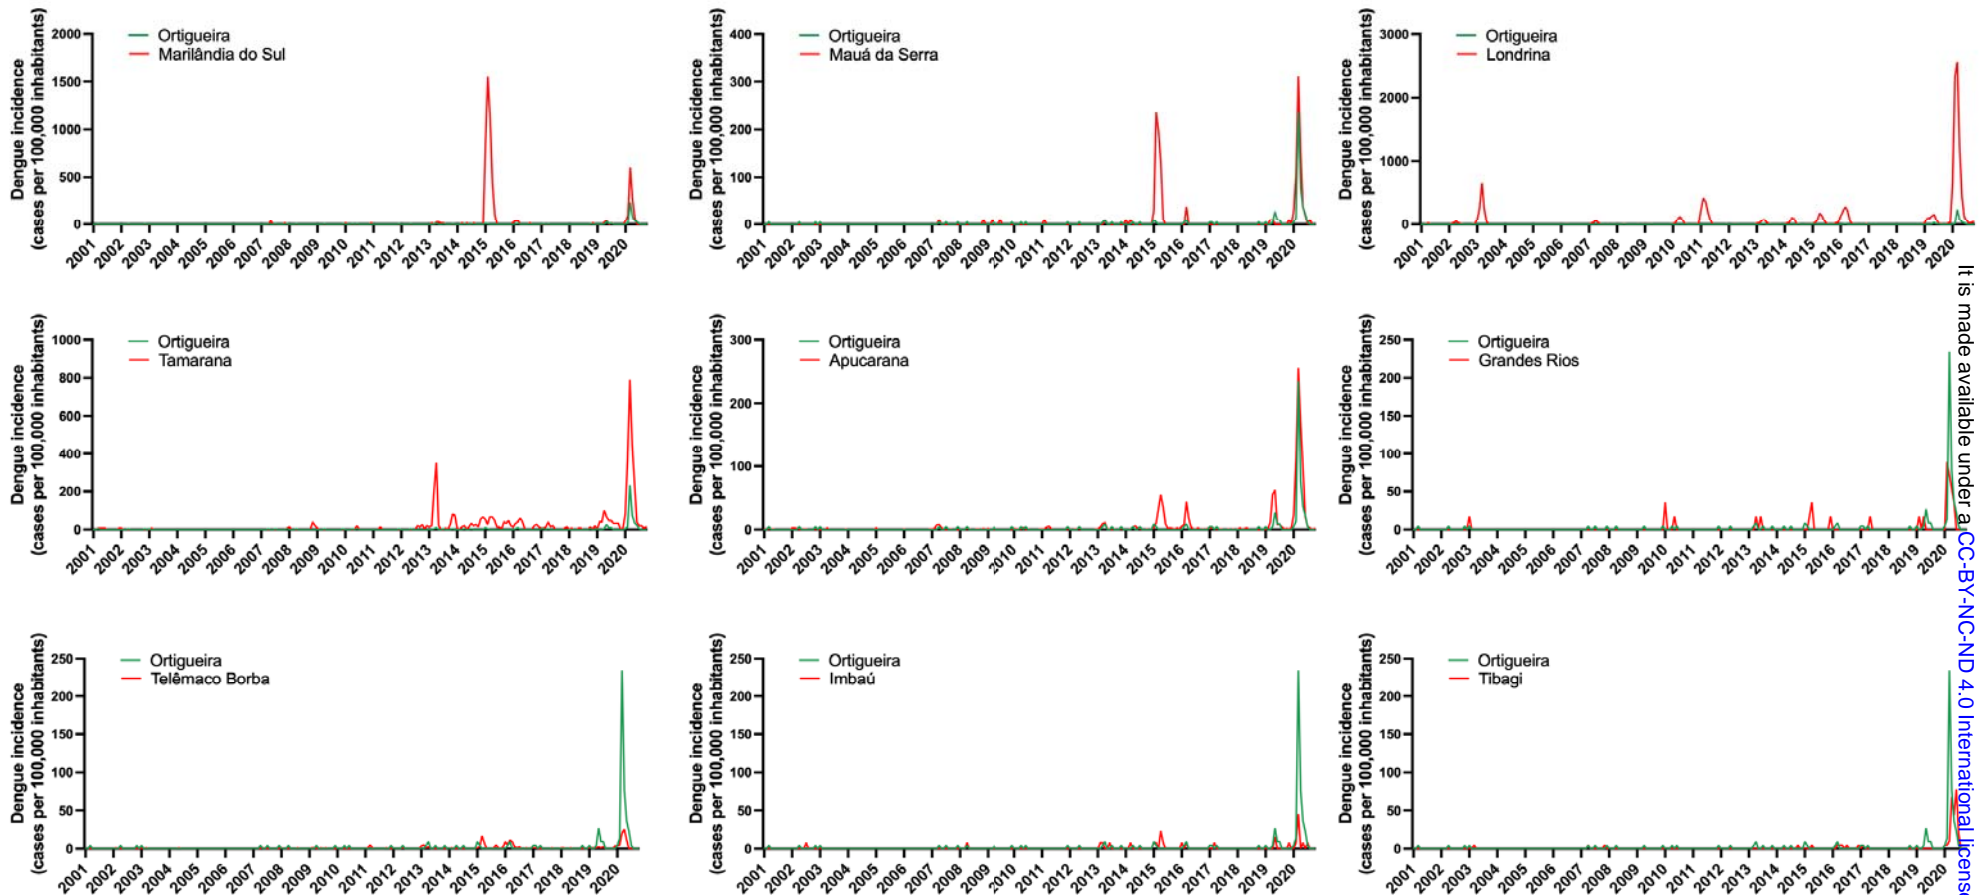 Dengue incidence
(cases per 100,000 inhabitants)
2000
1500
1000
500
0
Ortigueira
Marilândia do Sul
2001 2002 2003 2004 2005 2006 2007 2008 2009 2010 2011 2012 2013 2014 2015 2016 2017 2018 2019 2020
Dengue incidence
(cases per 100,000 inhabitants)
400
300
200
100
0
Ortigueira
Mauá da Serra
2001 2002 2003 2004 2005 2006 2007 2008 2009 2010 2011 2012 2013 2014 2015 2016 2017 2018 2019 2020
Dengue incidence
(cases per 100,000 inhabitants)
3000
2000
1000
0
Ortigueira
Londrina
2001 2002 2003 2004 2005 2006 2007 2008 2009 2010 2011 2012 2013 2014 2015 2016 2017 2018 2019 2020
Dengue incidence
(cases per 100,000 inhabitants)
1000
800
600
400
200
0
Ortigueira
Tamarana
2001 2002 2003 2004 2005 2006 2007 2008 2009 2010 2011 2012 2013 2014 2015 2016 2017 2018 2019 2020
Dengue incidence
(cases per 100,000 inhabitants)
300
200
100
0
Ortigueira
Apucarana
2001 2002 2003 2004 2005 2006 2007 2008 2009 2010 2011 2012 2013 2014 2015 2016 2017 2018 2019 2020
Dengue incidence
(cases per 100,000 inhabitants)
250
200
150
100
50
0
Ortigueira
Grandes Rios
2001 2002 2003 2004 2005 2006 2007 2008 2009 2010 2011 2012 2013 2014 2015 2016 2017 2018 2019 2020
Dengue incidence
(cases per 100,000 inhabitants)
250
200
150
100
50
0
Ortigueira
Telêmaco Borba
2001 2002 2003 2004 2005 2006 2007 2008 2009 2010 2011 2012 2013 2014 2015 2016 2017 2018 2019 2020
Dengue incidence
(cases per 100,000 inhabitants)
250
200
150
100
50
0
Ortigueira
Imbaú
2001 2002 2003 2004 2005 2006 2007 2008 2009 2010 2011 2012 2013 2014 2015 2016 2017 2018 2019 2020
Dengue incidence
(cases per 100,000 inhabitants)
250
200
150
100
50
0
Ortigueira
Tibagi
2001 2002 2003 2004 2005 2006 2007 2008 2009 2010 2011 2012 2013 2014 2015 2016 2017 2018 2019 2020
It is made available under a CC-BY-NC-ND 4.0 International license